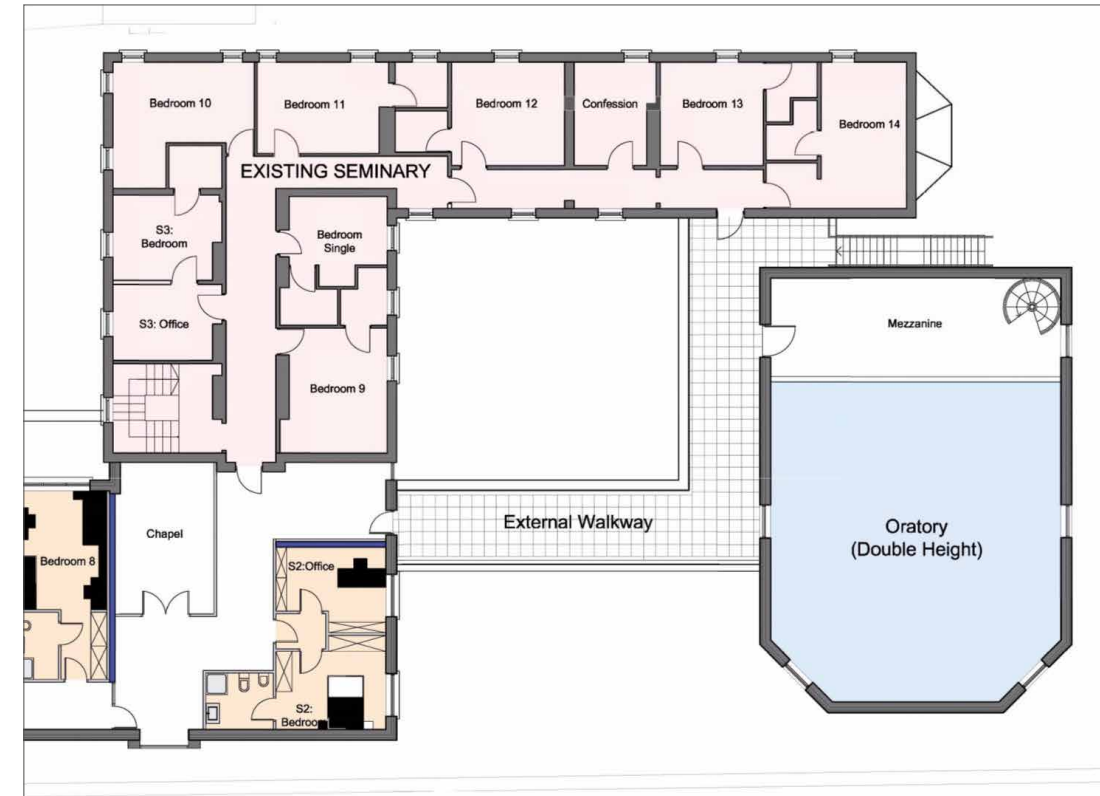 Bedroom 10
Bedroom 11
Bedroom 12
Confession
Bedroom 13
Bedroom 14
EXISTING SEMINARY
S3:
Bedroom
Bedroom
Single
S3: Office
Mezzanine
Bedroom 9
External Walkway
Oratory
(Double Height)
Chapel
Bedroom 8
S2:Office
S2:
Bedroo